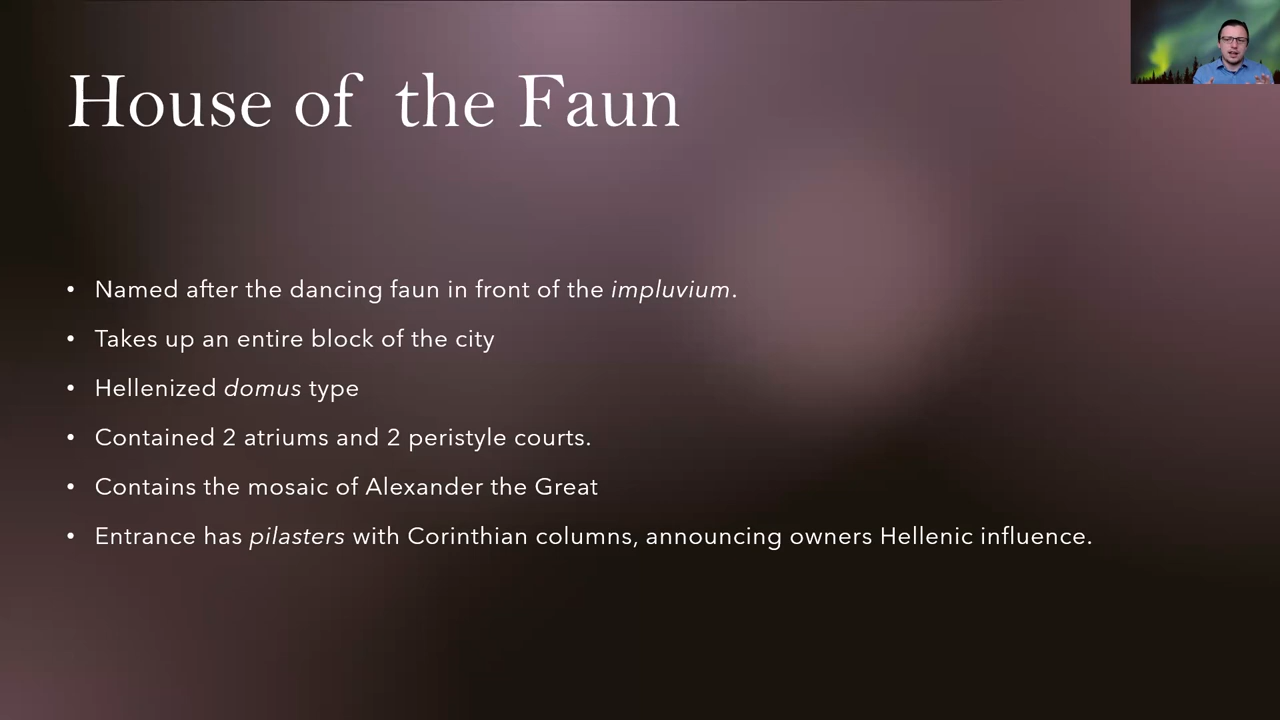 House of the Faun
• Named after the dancing faun in front of the impluvium.
• Takes up an entire block of the city
• Hellenized domus type
• Contained 2 atriums and 2 peristyle courts.
• Contains the mosaic of Alexander the Great
• Entrance has pilasters with Corinthian columns, announcing owners Hellenic influence.